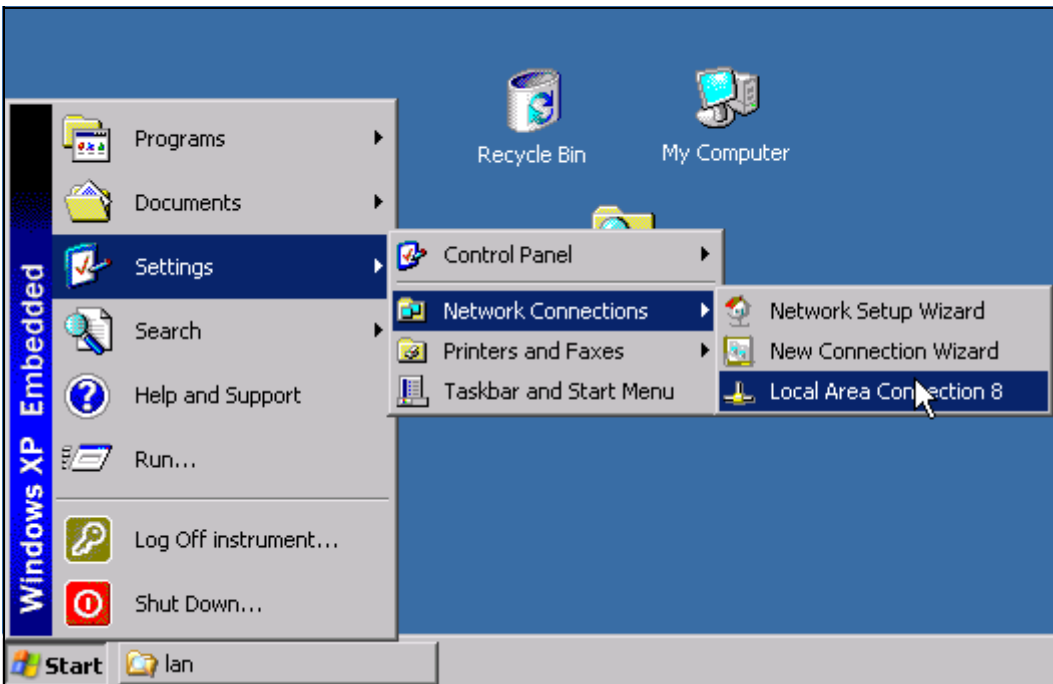 Recycle Bin
My Computer
Windows XP Embedded
Programs
Documents
Settings
Search
Help and Support
Run...
Log Off instrument...
Shut Down...
Control Panel
Network Connections
Printers and Faxes
Taskbar and Start Menu
Network Setup Wizard
New Connection Wizard
Local Area Connection 8
Start
lan